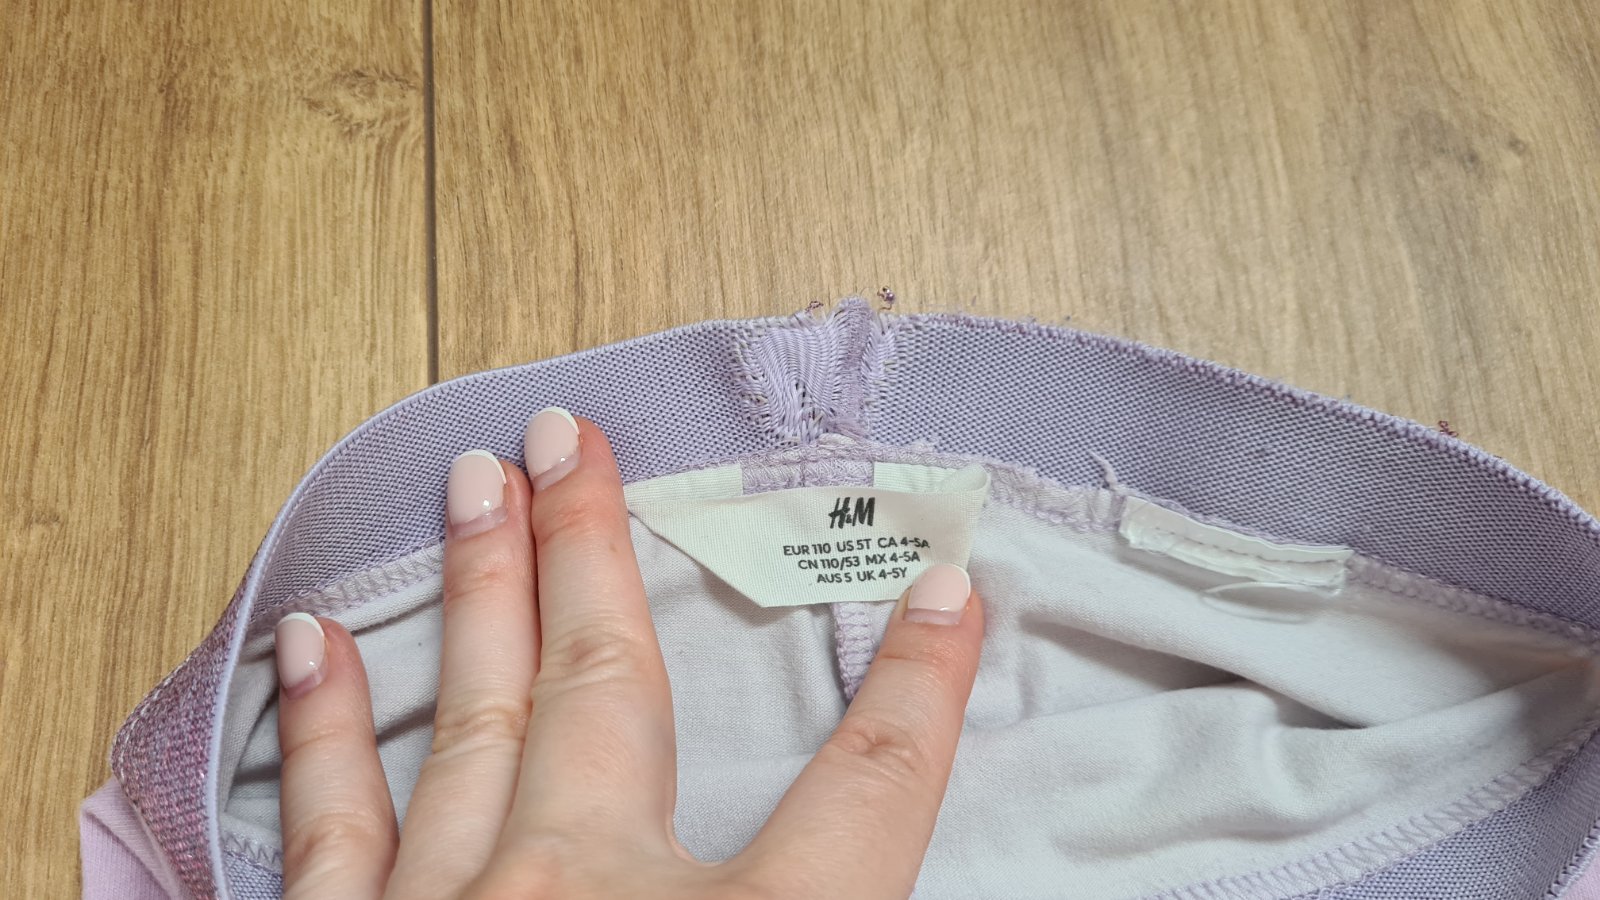 H&M
EUR 110 US 5T CA 4-5A
CN 110/53 MX 4-5A
AUS 5 UK 4-5Y